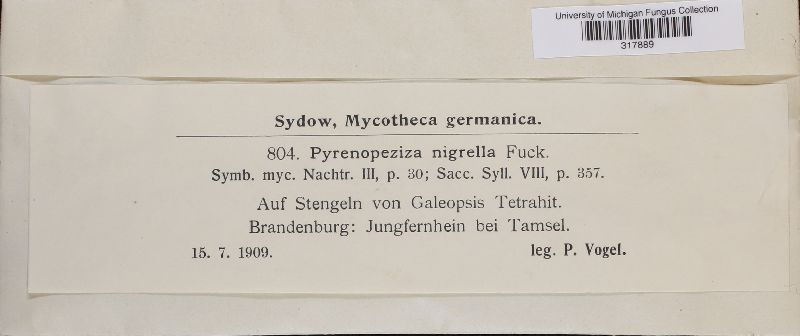 University of Michigan Fungus Collection
317889
Sydow, Mycotheca germanica.
804. Pyrenopeziza nigrella Fuck.
Symb. myc. Nachtr. III, p. 30; Sacc. Syll. VIII, p. 357.
Auf Stengeln von Galeopsis Tetrahit.
Brandenburg: Jungfernhein bei Tamsel.
15. 7. 1909. leg. P. Vogel.